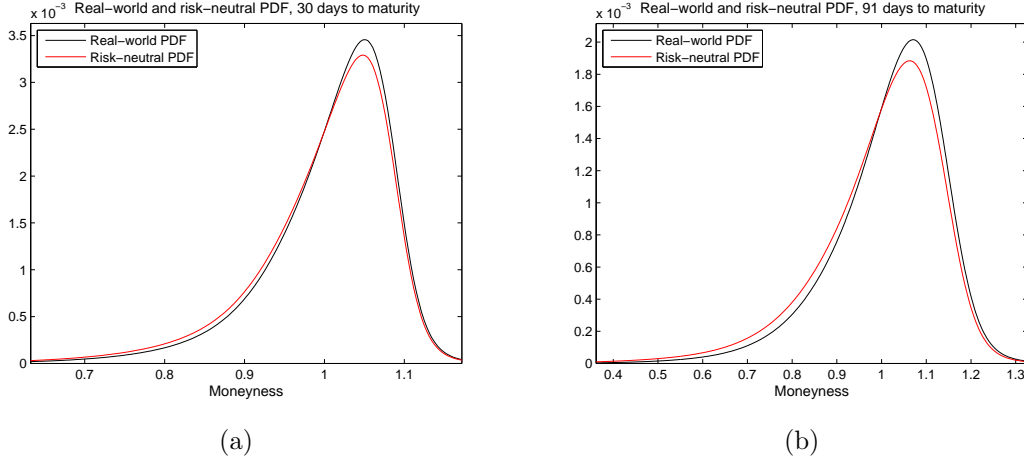 Real−world and risk−neutral PDF, 30 days to maturity
x 10⁻³
3.5
3
2.5
2
1.5
1
0.5
0
Real−world PDF
Risk−neutral PDF
0.7 0.8 0.9 1 1.1
Moneyness
(a)
Real−world and risk−neutral PDF, 91 days to maturity
x 10⁻³
2
1.8
1.6
1.4
1.2
1
0.8
0.6
0.4
0.2
0
Real−world PDF
Risk−neutral PDF
0.4 0.5 0.6 0.7 0.8 0.9 1 1.1 1.2 1.3
Moneyness
(b)